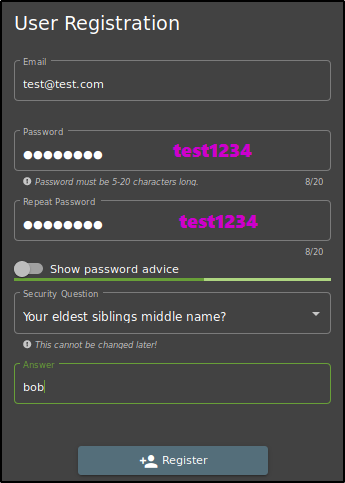 User Registration
Email
test@test.com
Password
●●●●●●●● test1234
Password must be 5-20 characters long. 8/20
Repeat Password
●●●●●●●● test1234
8/20
Show password advice
Security Question
Your eldest siblings middle name?
This cannot be changed later!
Answer
bob
Register